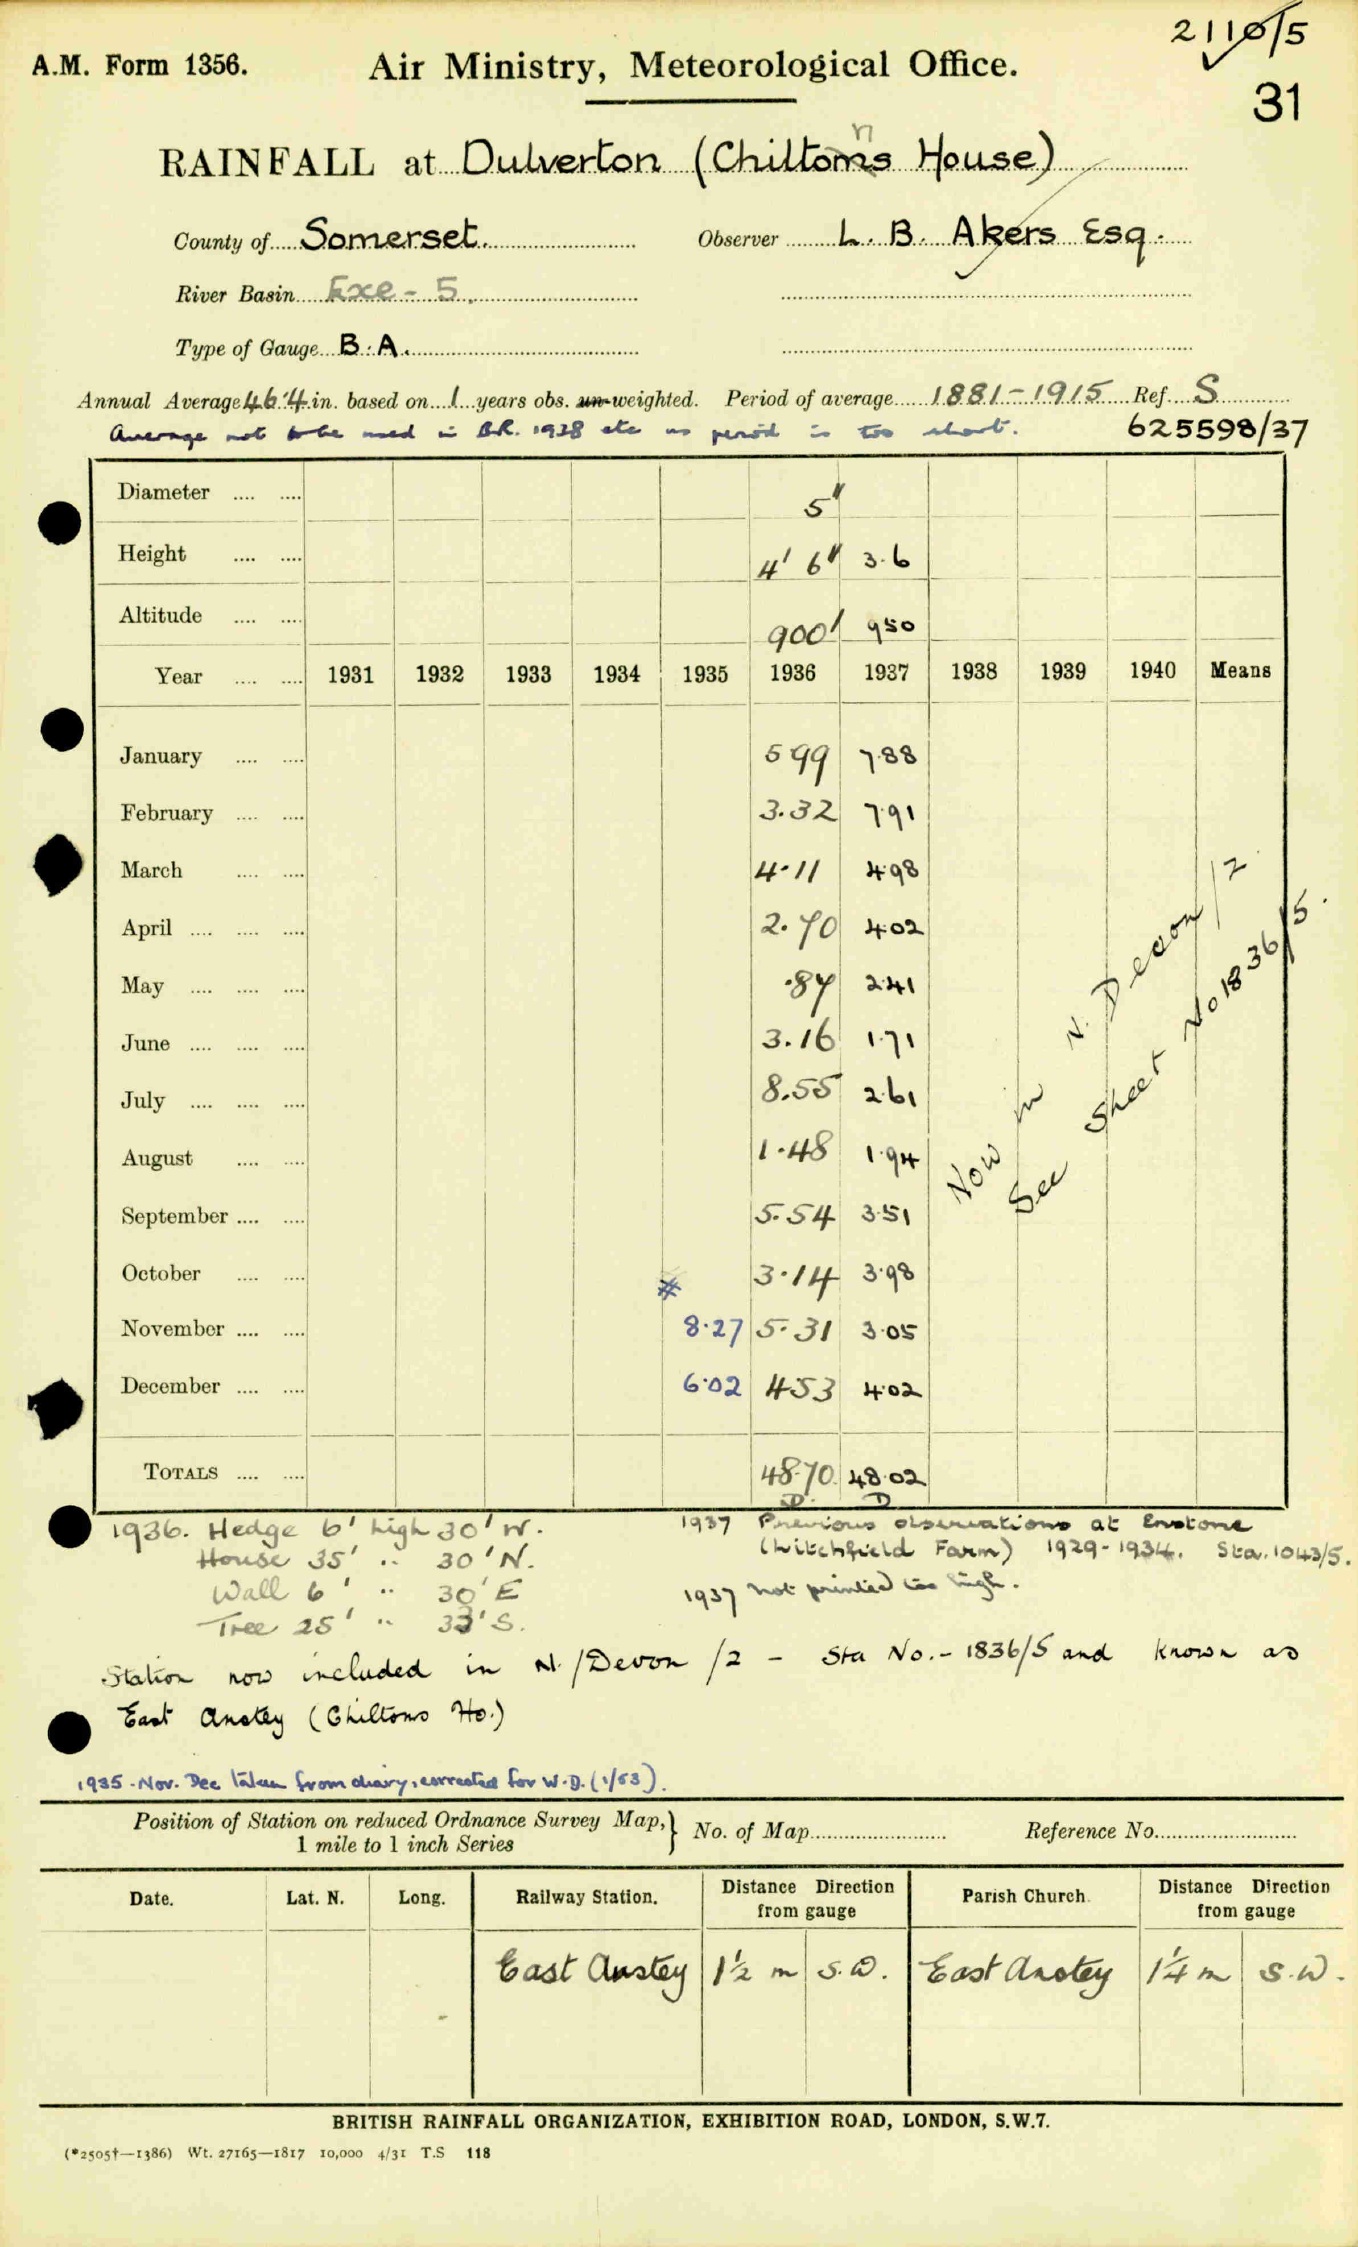 2110/5
A.M. Form 1356. Air Ministry, Meteorological Office.
31
RAINFALL at Dulverton (Chiltons House)
n
County of Somerset. Observer L. B. Akers Esq.
River Basin Exe - 5.
Type of Gauge B.A.
Annual Average 46.4 in. based on 1 years obs. un-weighted. Period of average 1881-1915 Ref. S
Average not to be used in B.R. 1938 etc as period is too short. 625598/37
Diameter .... .... 5"
Height .... .... 4' 6" 3.6
Altitude .... .... 900' 950
Year .... .... 1931 1932 1933 1934 1935 1936 1937 1938 1939 1940 Means
January .... .... 5.99 7.88
February .... .... 3.32 7.91
March .... .... 4.11 4.98
April .... .... .... 2.70 4.02
May .... .... .... .87 2.41
June .... .... .... 3.16 1.71
July .... .... .... 8.55 2.61
August .... .... 1.48 1.94
September .... .... 5.54 3.51
October .... .... 3.14 3.98
#
November .... .... 8.27 5.31 3.05
December .... .... 6.02 4.53 4.02
TOTALS .... .... 48.70 48.02
D. D
Now in N. Devon/2
See Sheet No 1836/5.
1936. Hedge 6' high 30' W.
House 35' " 30' N.
Wall 6' " 30' E
Tree 25' " 33' S.
1937 Previous observations at Enstone
(Litchfield Farm) 1929-1934. Sta. 1043/5.
1937 not printed too high.
Station now included in N./Devon /2 - Sta No. - 1836/5 and known as
East Anstey (Chiltons Ho.)
1935 - Nov. Dec taken from diary, corrected for W.D. (1/53).
Position of Station on reduced Ordnance Survey Map, } No. of Map Reference No.
1 mile to 1 inch Series
Date. Lat. N. Long. Railway Station. Distance Direction from gauge Parish Church. Distance Direction from gauge
East Anstey 1½ m S.W. East Anstey 1¼ m S.W.
BRITISH RAINFALL ORGANIZATION, EXHIBITION ROAD, LONDON, S.W.7.
(*2505†—1386) Wt. 27165—1817 10,000 4/31 T.S 118